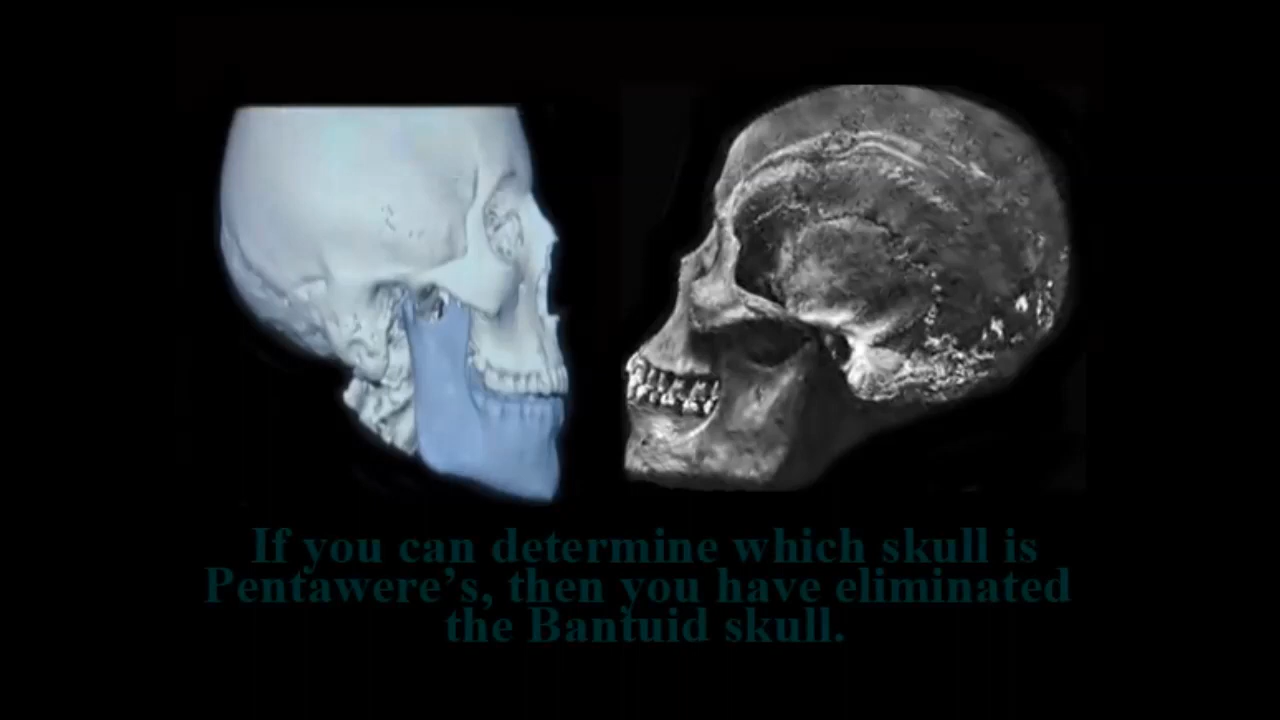 If you can determine which skull is
Pentawere’s, then you have eliminated
the Bantuid skull.